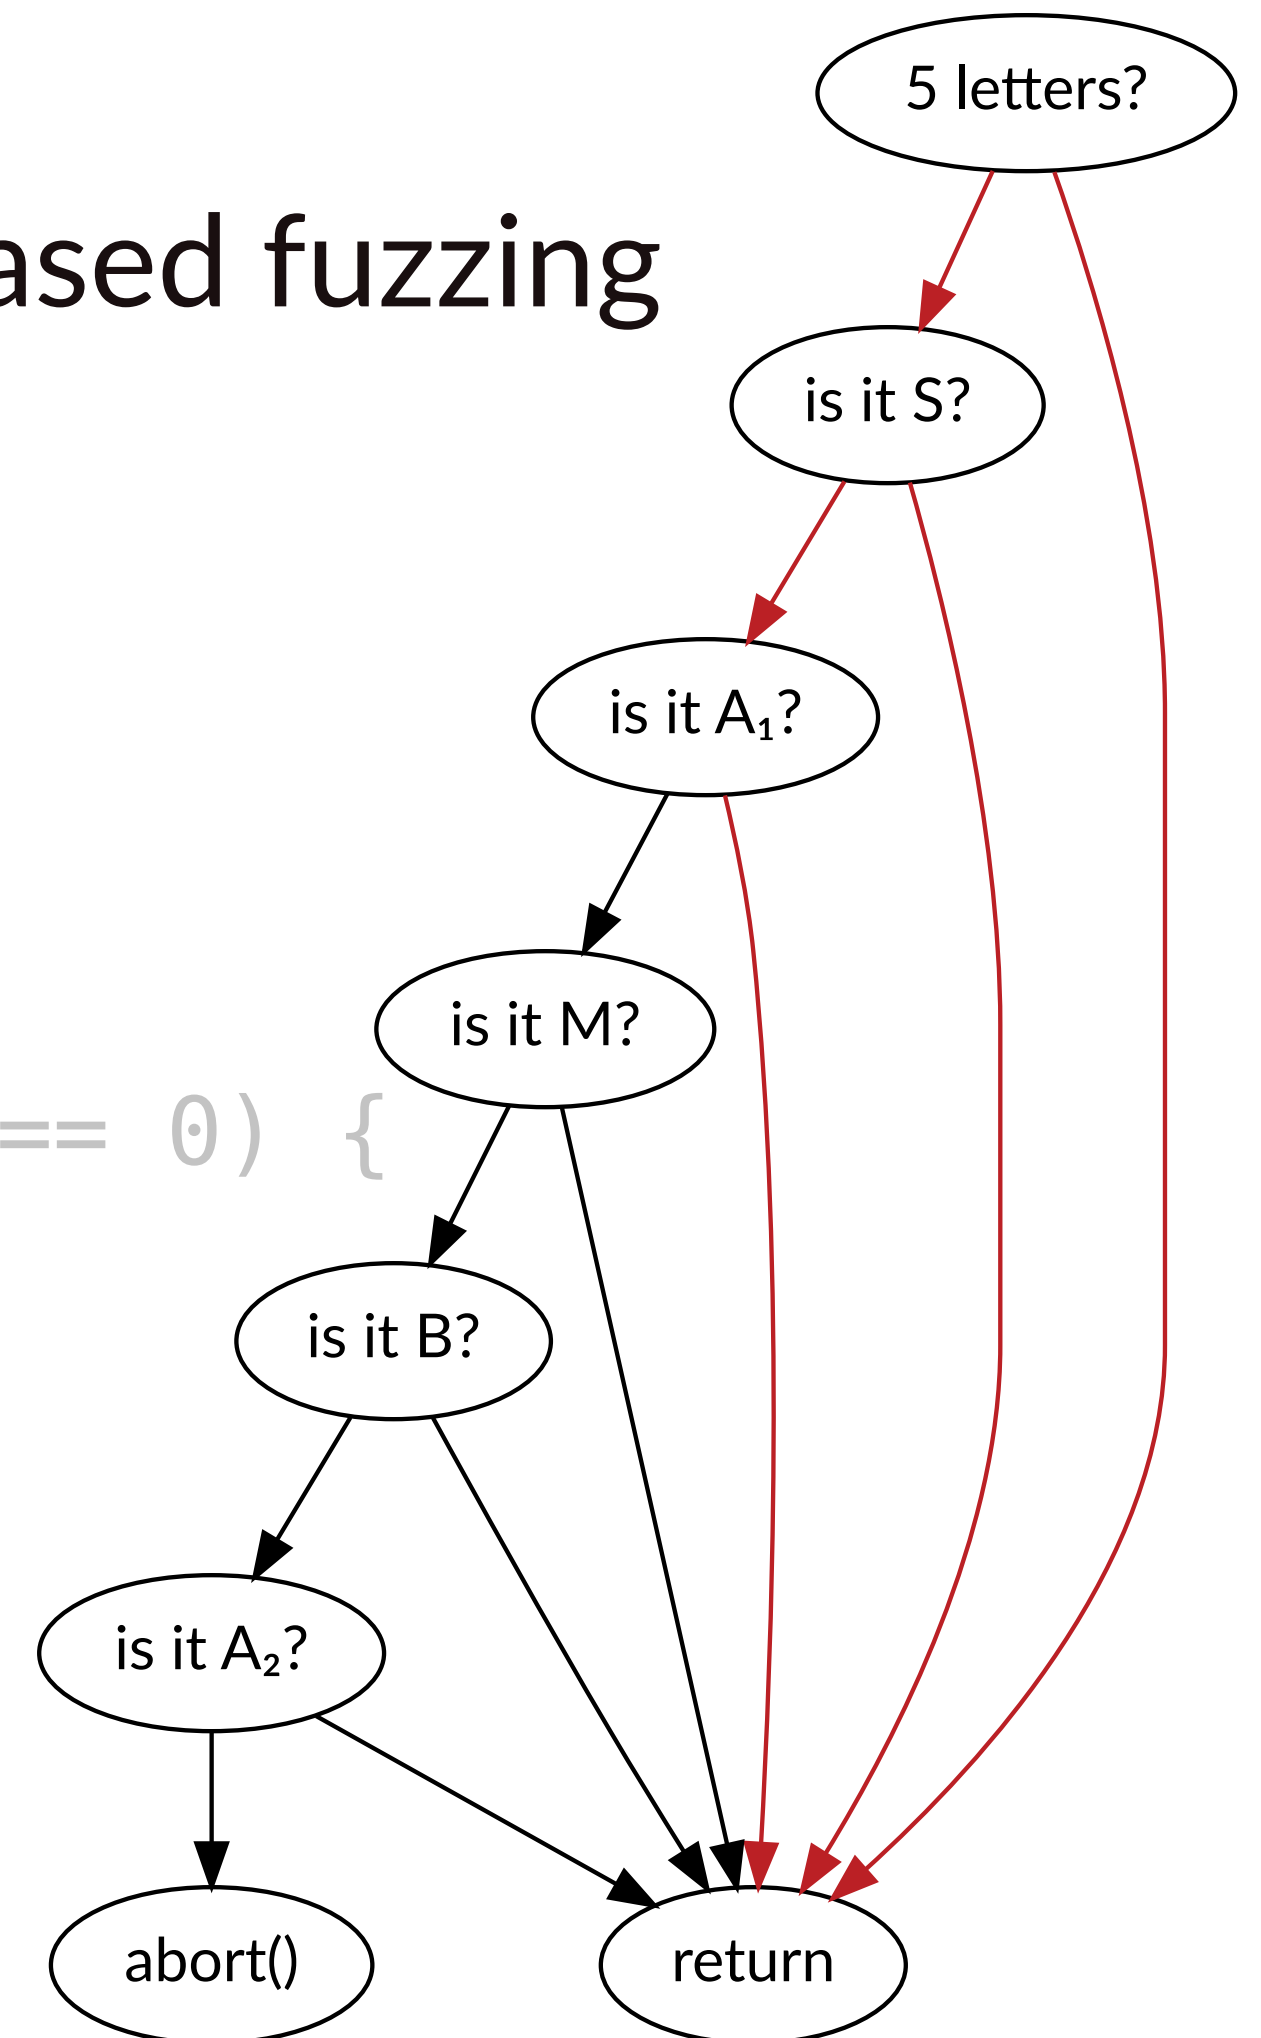 5 letters?
ased fuzzing
is it S?
is it A₁?
is it M?
== 0) {
is it B?
is it A₂?
abort()
return